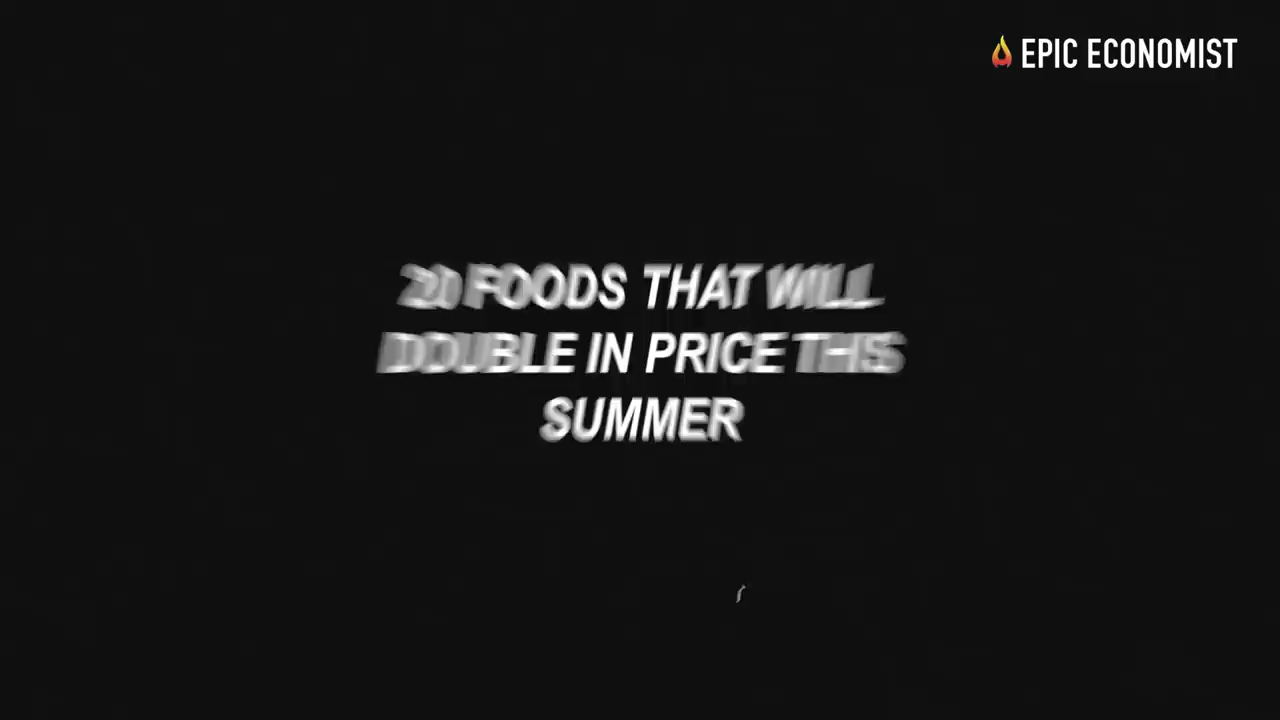 EPIC ECONOMIST
20 FOODS THAT WILL
DOUBLE IN PRICE THIS
SUMMER